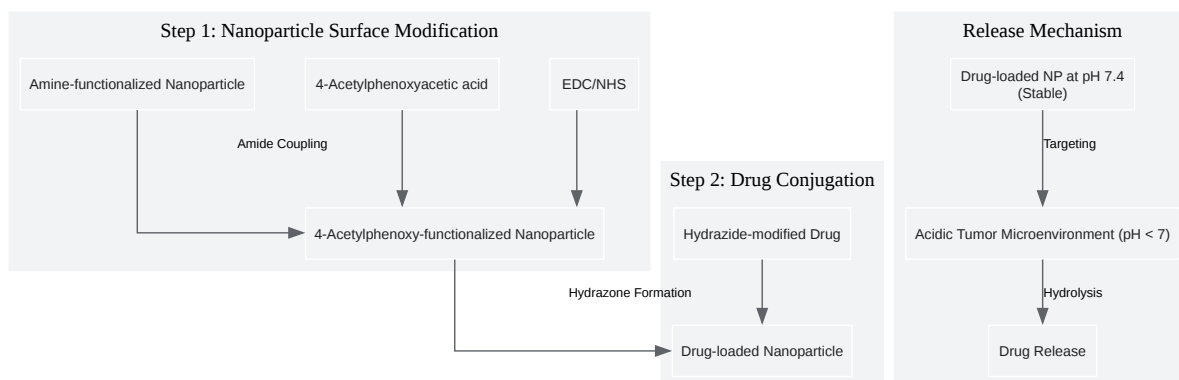 Step 1: Nanoparticle Surface Modification
Amine-functionalized Nanoparticle
4-Acetylphenoxyacetic acid
EDC/NHS
Amide Coupling
4-Acetylphenoxy-functionalized Nanoparticle
Step 2: Drug Conjugation
Hydrazide-modified Drug
Hydrazone Formation
Drug-loaded Nanoparticle
Release Mechanism
Drug-loaded NP at pH 7.4
(Stable)
Targeting
Acidic Tumor Microenvironment (pH < 7)
Hydrolysis
Drug Release